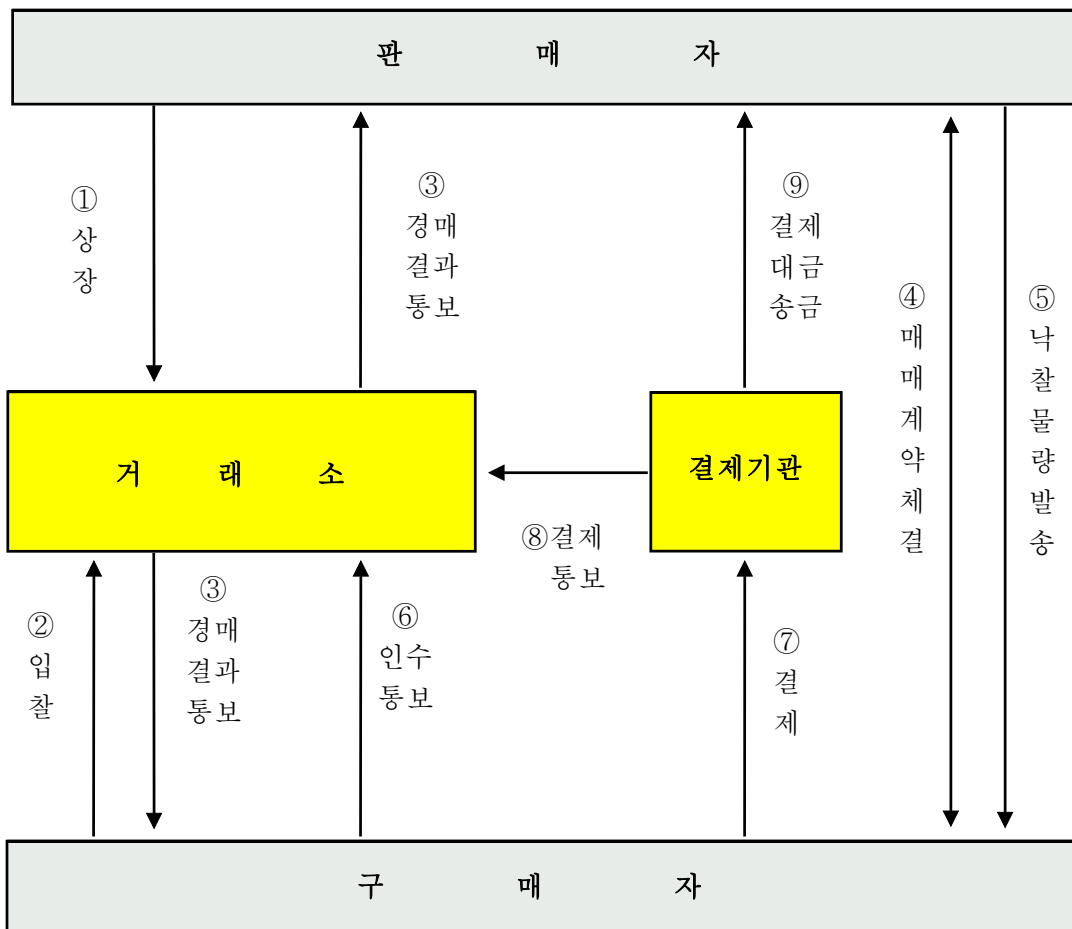 판 매 자
①
상
장
③
경매
결과
통보
⑨
결제
대금
송금
④
매
매
계
약
체
결
⑤
낙
찰
물
량
발
송
거 래 소
결제기관
⑧결제
통보
②
입
찰
③
경매
결과
통보
⑥
인수
통보
⑦
결
제
구 매 자